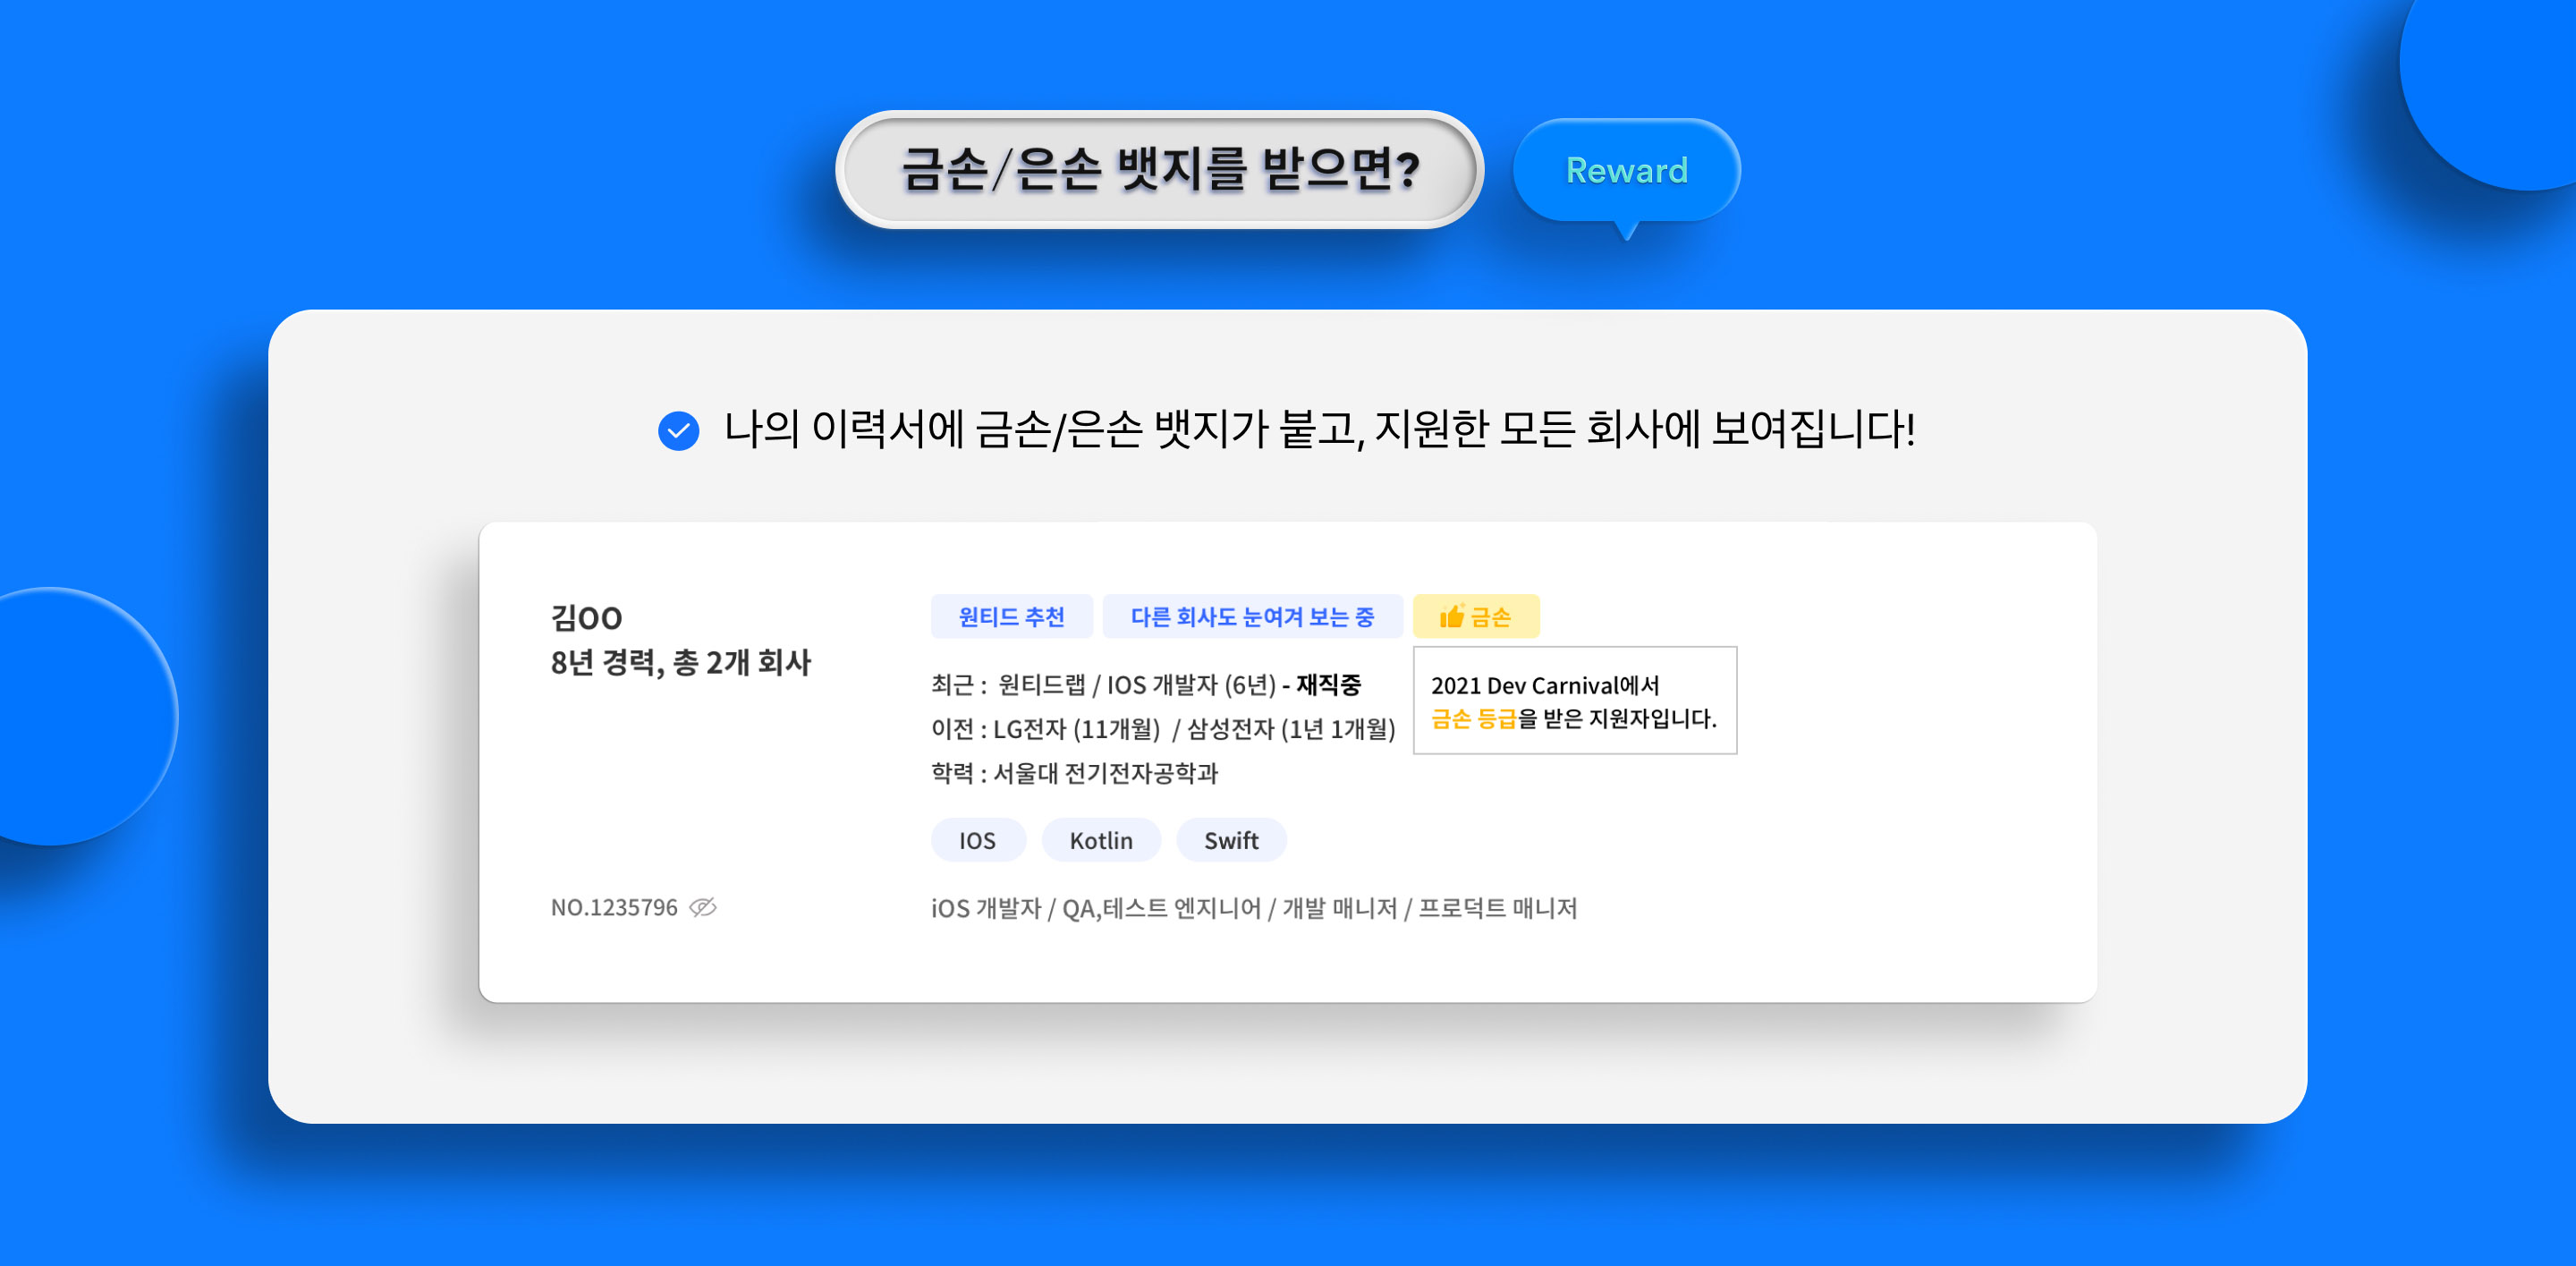 금손/은손 뱃지를 받으면?
Reward
나의 이력서에 금손/은손 뱃지가 붙고, 지원한 모든 회사에 보여집니다!
김OO
8년 경력, 총 2개 회사
원티드 추천
다른 회사도 눈여겨 보는 중
금손
2021 Dev Carnival에서
금손 등급을 받은 지원자입니다.
최근 : 원티드랩 / IOS 개발자 (6년) - 재직중
이전 : LG전자 (11개월) / 삼성전자 (1년 1개월)
학력 : 서울대 전기전자공학과
IOS
Kotlin
Swift
NO.1235796
iOS 개발자 / QA,테스트 엔지니어 / 개발 매니저 / 프로덕트 매니저